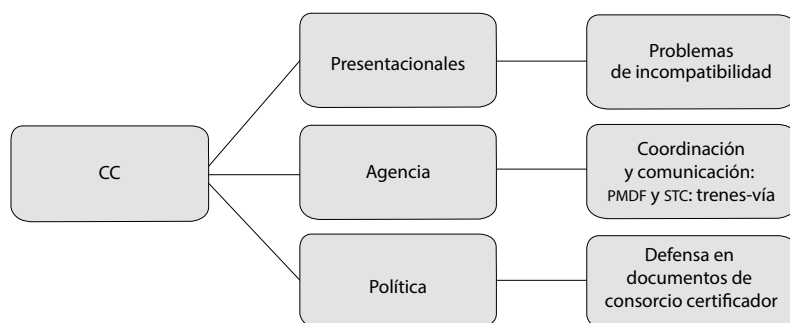 Presentacionales
Problemas
de incompatibilidad
CC
Agencia
Coordinación
y comunicación:
PMDF y STC: trenes-vía
Política
Defensa en
documentos de
consorcio certificador